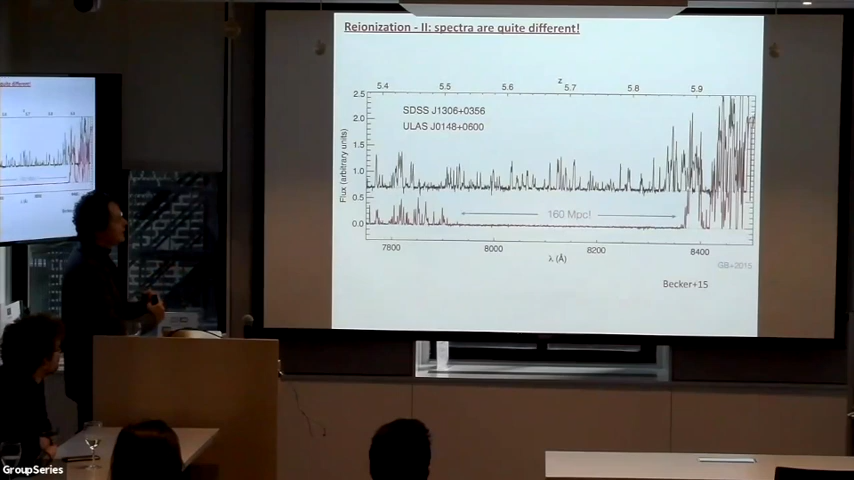 Reionization - II: spectra are quite different!
z
5.4 5.5 5.6 5.7 5.8 5.9
SDSS J1306+0356
ULAS J0148+0600
Flux (arbitrary units)
2.5
2.0
1.5
1.0
0.5
0.0
160 Mpc!
7800 8000 8200 8400
λ (Å)
GB+2015
Becker+15
GroupSeries